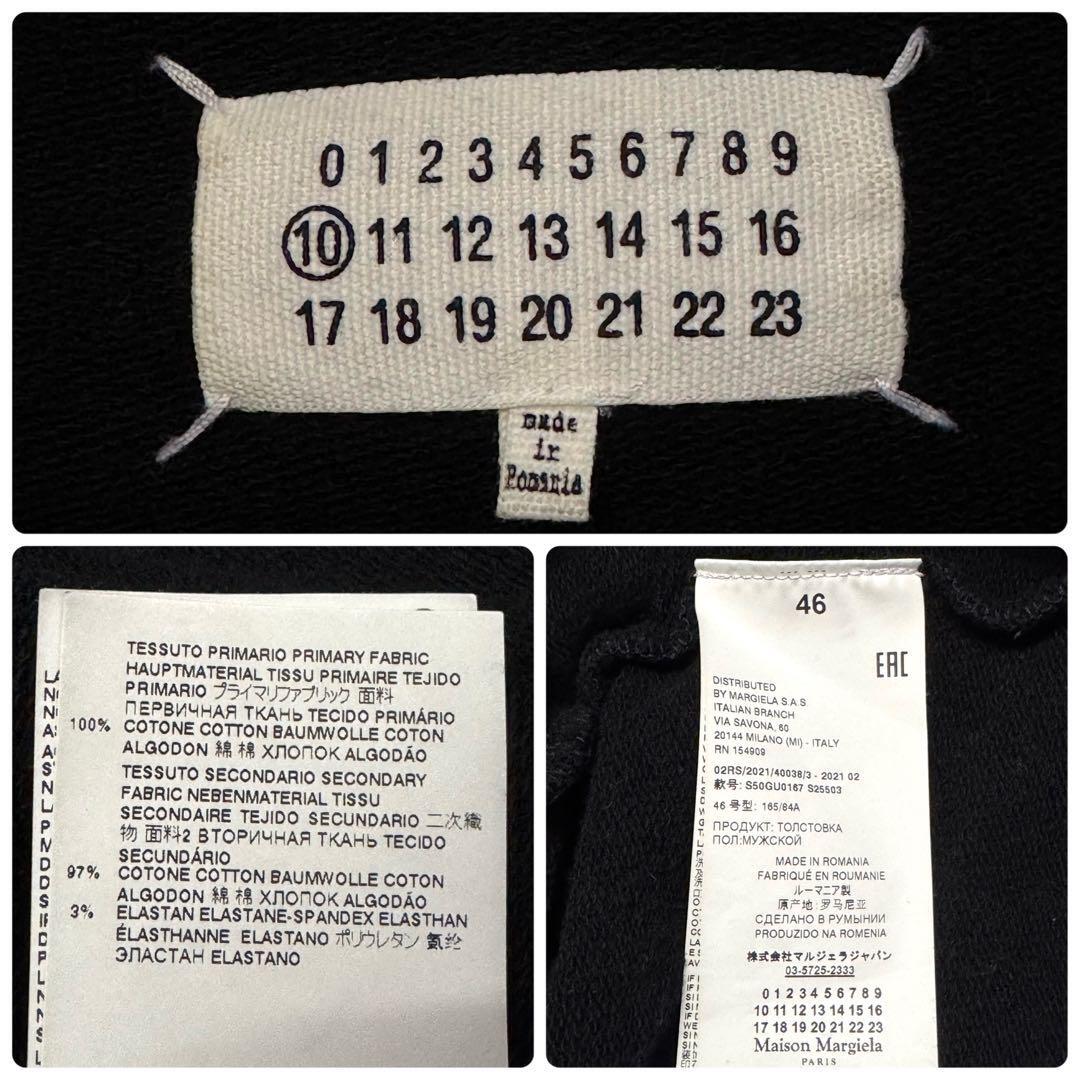 0 1 2 3 4 5 6 7 8 9
10 11 12 13 14 15 16
17 18 19 20 21 22 23
made
in
Romania
TESSUTO PRIMARIO PRIMARY FABRIC
HAUPTMATERIAL TISSU PRIMAIRE TEJIDO
PRIMARIO プライマリファブリック 面料
ПЕРВИЧНАЯ ТКАНЬ TECIDO PRIMÁRIO
100% COTONE COTTON BAUMWOLLE COTON
ALGODON 綿 棉 ХЛОПОК ALGODÃO
TESSUTO SECONDARIO SECONDARY
FABRIC NEBENMATERIAL TISSU
SECONDAIRE TEJIDO SECUNDARIO 二次織
物 面料2 ВТОРИЧНАЯ ТКАНЬ TECIDO
SECUNDÁRIO
97% COTONE COTTON BAUMWOLLE COTON
ALGODON 綿 棉 ХЛОПОК ALGODÃO
3% ELASTAN ELASTANE-SPANDEX ELASTHAN
ÉLASTHANNE ELASTANO ポリウレタン 氨纶
ЭЛАСТАН ELASTANO
46
EAC
DISTRIBUTED
BY MARGIELA S.A.S.
ITALIAN BRANCH
VIA SAVONA, 60
20144 MILANO (MI) - ITALY
RN 154909
02RS/2021/40038/3 - 2021 02
款号: S50GU0167 S25503
46 号型: 165/84A
ПРОДУКТ: ТОЛСТОВКА
ПОЛ:МУЖСКОЙ
MADE IN ROMANIA
FABRIQUÉ EN ROUMANIE
ルーマニア製
原产地: 罗马尼亚
СДЕЛАНО В РУМЫНИИ
PRODUZIDO NA ROMENIA
株式会社マルジェラジャパン
03-5725-2333
0 1 2 3 4 5 6 7 8 9
10 11 12 13 14 15 16
17 18 19 20 21 22 23
Maison Margiela
PARIS